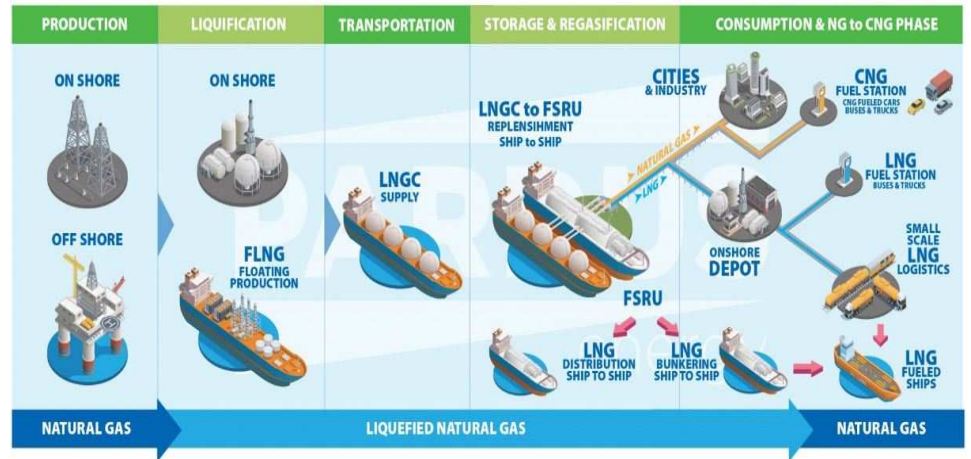 PRODUCTION
LIQUIFICATION
TRANSPORTATION
STORAGE & REGASIFICATION
CONSUMPTION & NG to CNG PHASE
ON SHORE
OFF SHORE
ON SHORE
FLNG
FLOATING
PRODUCTION
LNGC
SUPPLY
LNGC to FSRU
REPLENSIHMENT
SHIP to SHIP
FSRU
LNG
DISTRIBUTION
SHIP TO SHIP
LNG
BUNKERING
SHIP TO SHIP
NATURAL GAS
LNG
CITIES
& INDUSTRY
CNG
FUEL STATION
CNG FUELED CARS
BUSES & TRUCKS
LNG
FUEL STATION
BUSES & TRUCKS
ONSHORE
DEPOT
SMALL
SCALE
LNG
LOGISTICS
LNG
FUELED
SHIPS
PARDUS
energy
NATURAL GAS
LIQUEFIED NATURAL GAS
NATURAL GAS